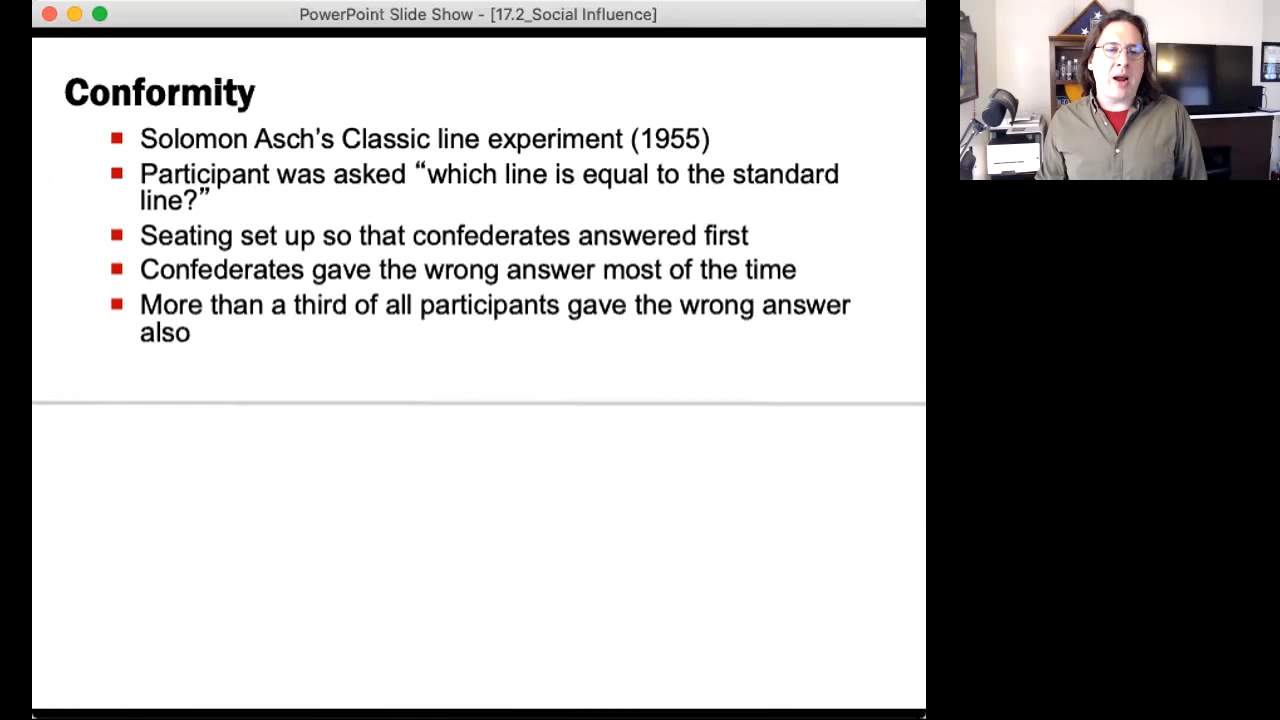 PowerPoint Slide Show - [17.2_Social Influence]
Conformity
Solomon Asch’s Classic line experiment (1955)
Participant was asked “which line is equal to the standard
line?”
Seating set up so that confederates answered first
Confederates gave the wrong answer most of the time
More than a third of all participants gave the wrong answer
also